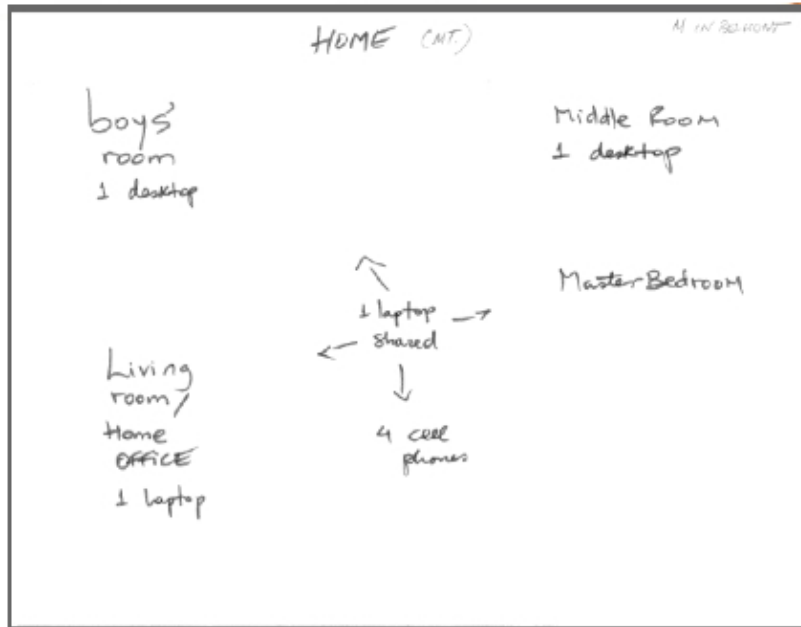 HOME (MT.)
M IN BELMONT
boys'
room
1 desktop
Middle Room
1 desktop
Master Bedroom
1 laptop
shared
Living
room/
Home
OFFICE
1 laptop
4 cell
phones